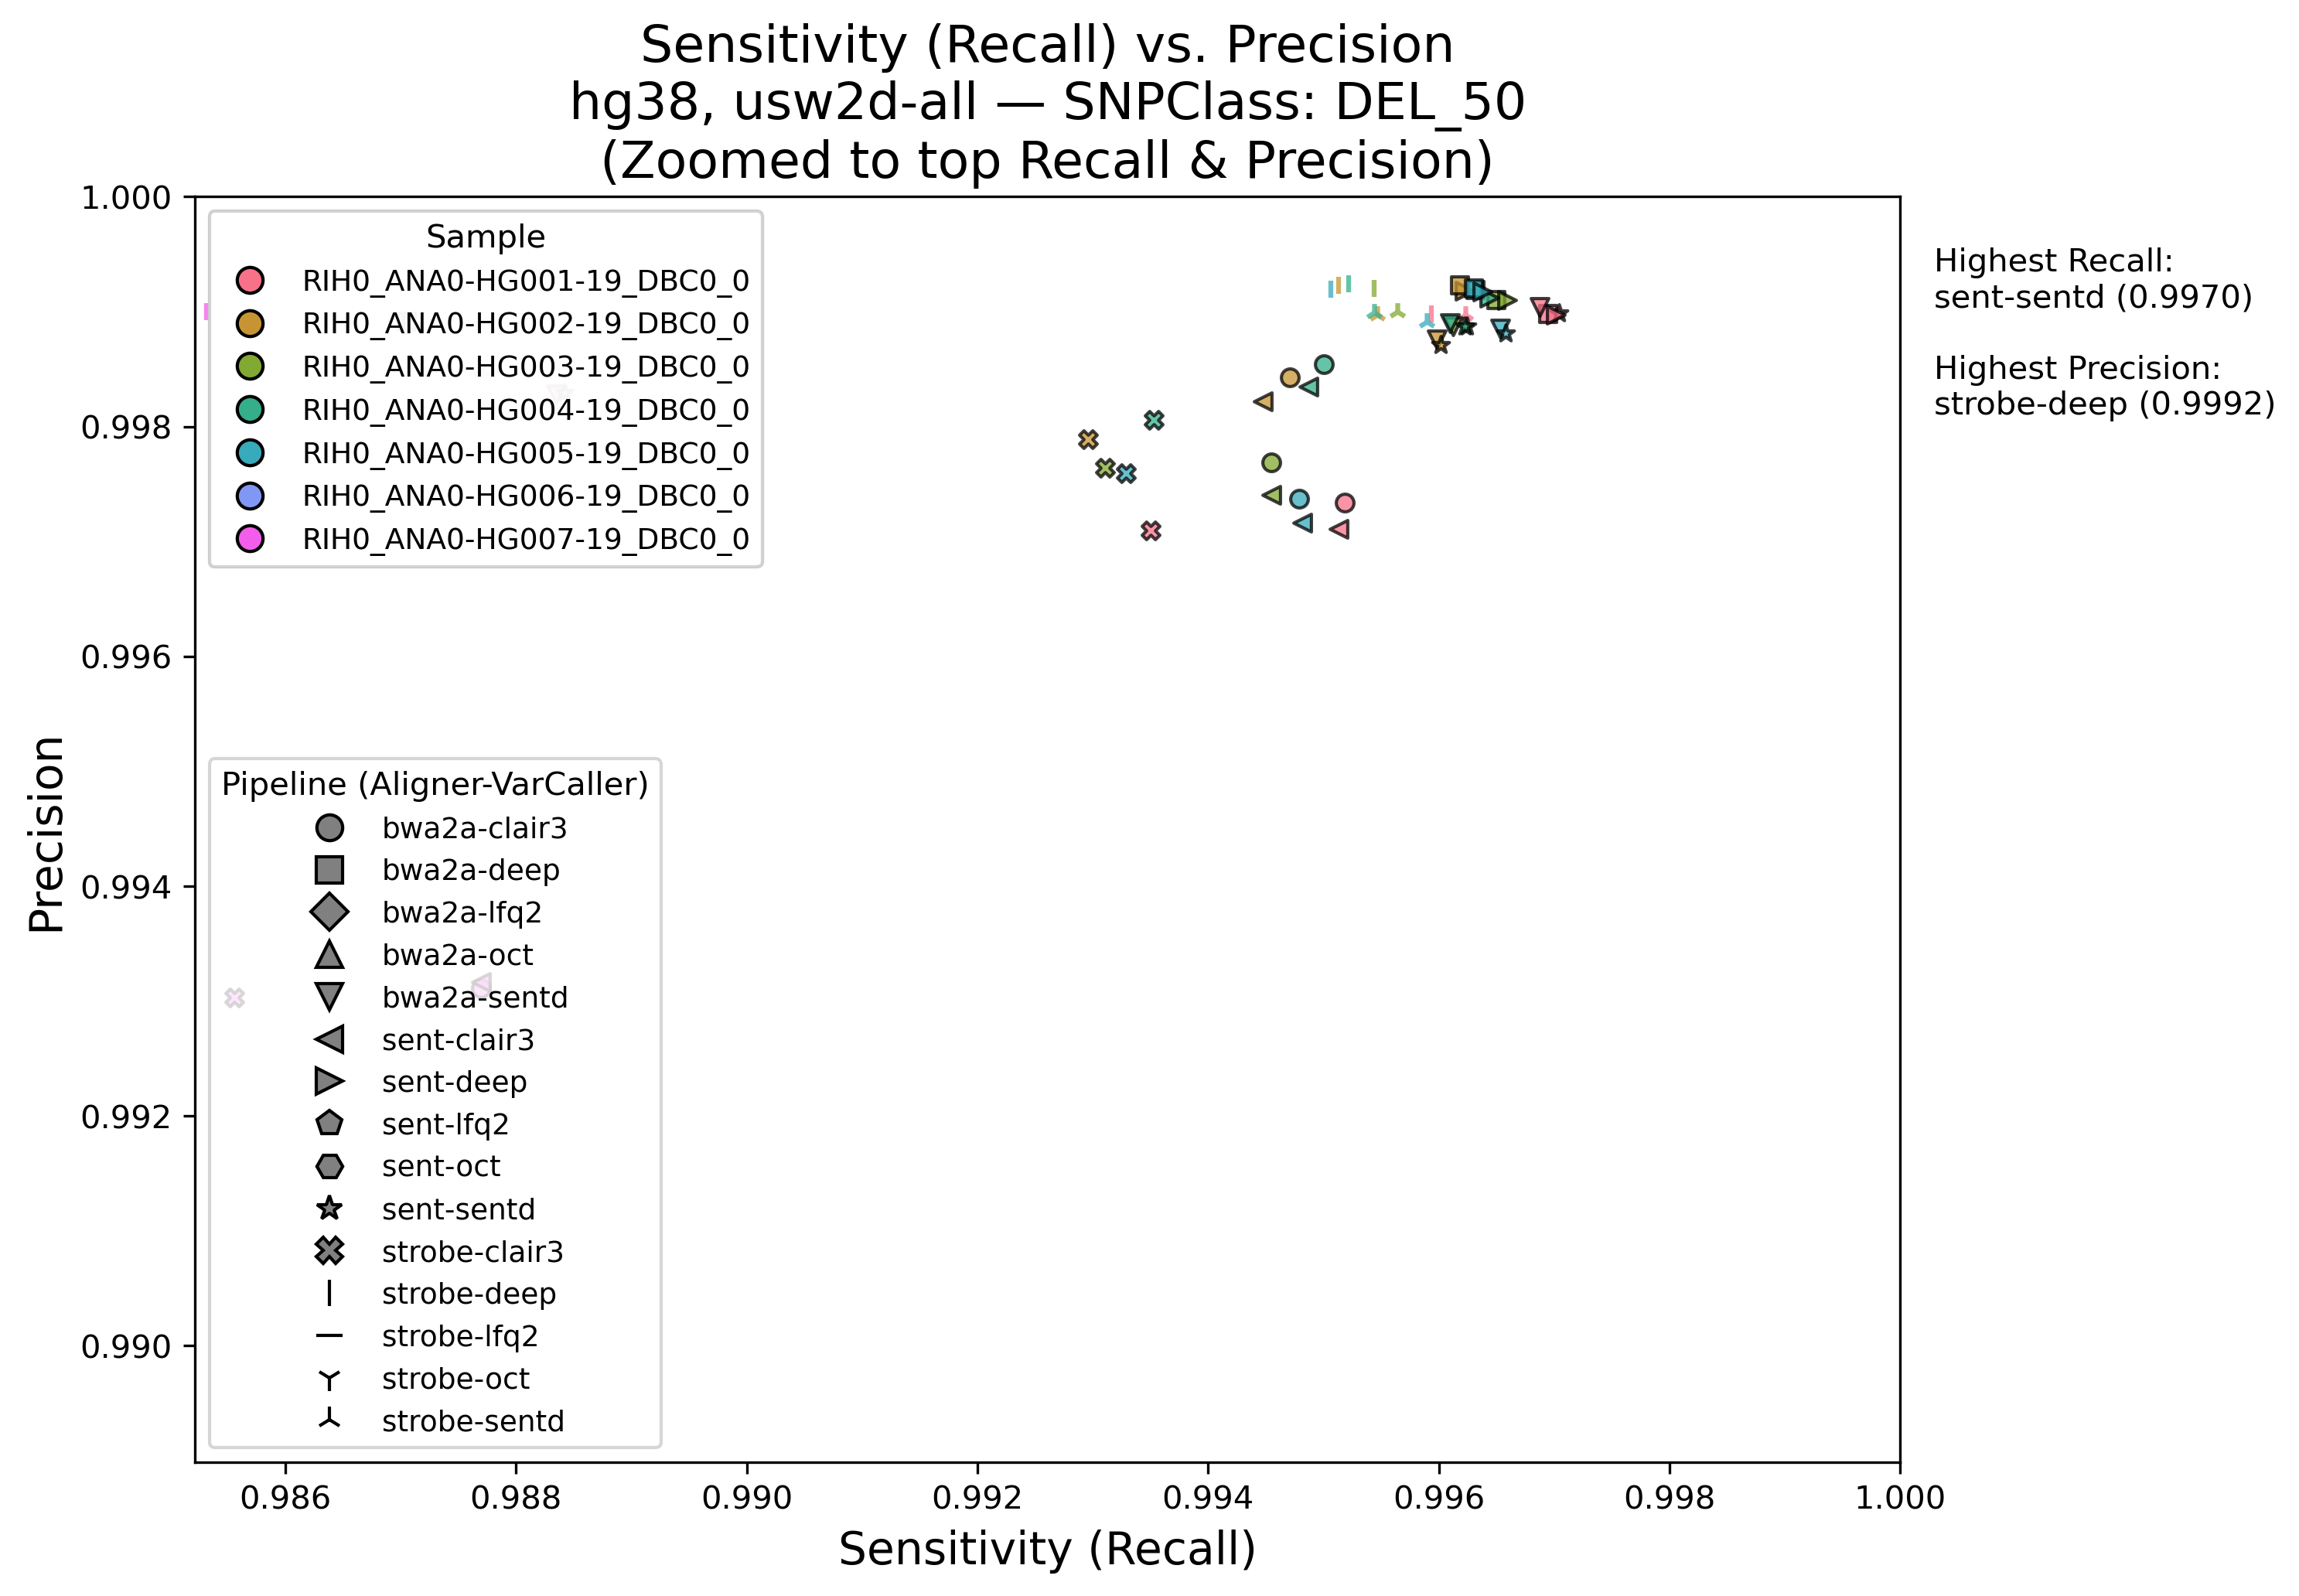 Sensitivity (Recall) vs. Precision
hg38, usw2d-all — SNPClass: DEL_50
(Zoomed to top Recall & Precision)
1.000
0.998
0.996
0.994
0.992
0.990
Precision
Sample
RIH0_ANA0-HG001-19_DBC0_0
RIH0_ANA0-HG002-19_DBC0_0
RIH0_ANA0-HG003-19_DBC0_0
RIH0_ANA0-HG004-19_DBC0_0
RIH0_ANA0-HG005-19_DBC0_0
RIH0_ANA0-HG006-19_DBC0_0
RIH0_ANA0-HG007-19_DBC0_0
Pipeline (Aligner-VarCaller)
bwa2a-clair3
bwa2a-deep
bwa2a-lfq2
bwa2a-oct
bwa2a-sentd
sent-clair3
sent-deep
sent-lfq2
sent-oct
sent-sentd
strobe-clair3
strobe-deep
strobe-lfq2
strobe-oct
strobe-sentd
Highest Recall:
sent-sentd (0.9970)
Highest Precision:
strobe-deep (0.9992)
0.986
0.988
0.990
0.992
0.994
0.996
0.998
1.000
Sensitivity (Recall)